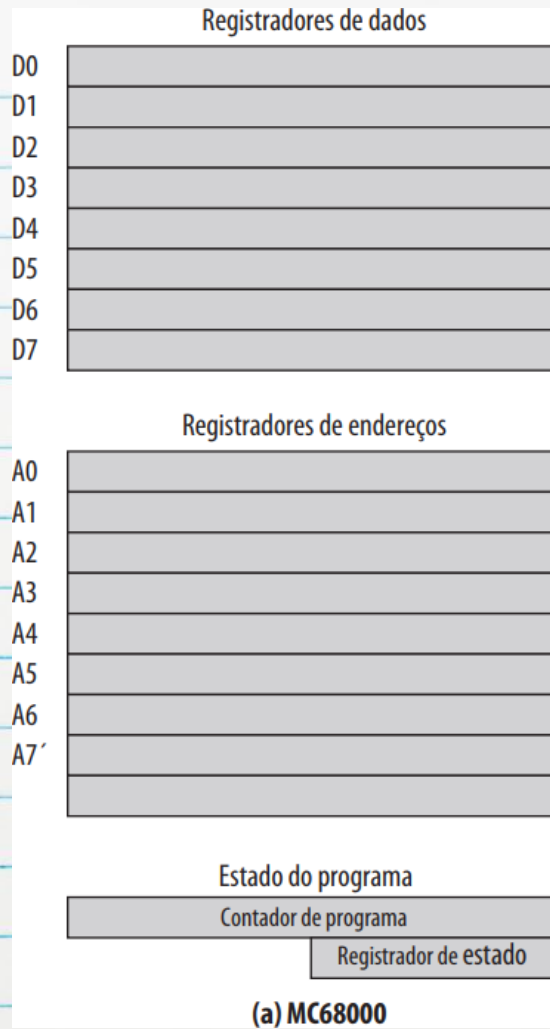 Registradores de dados
D0
D1
D2
D3
D4
D5
D6
D7
Registradores de endereços
A0
A1
A2
A3
A4
A5
A6
A7´
Estado do programa
Contador de programa
Registrador de estado
(a) MC68000